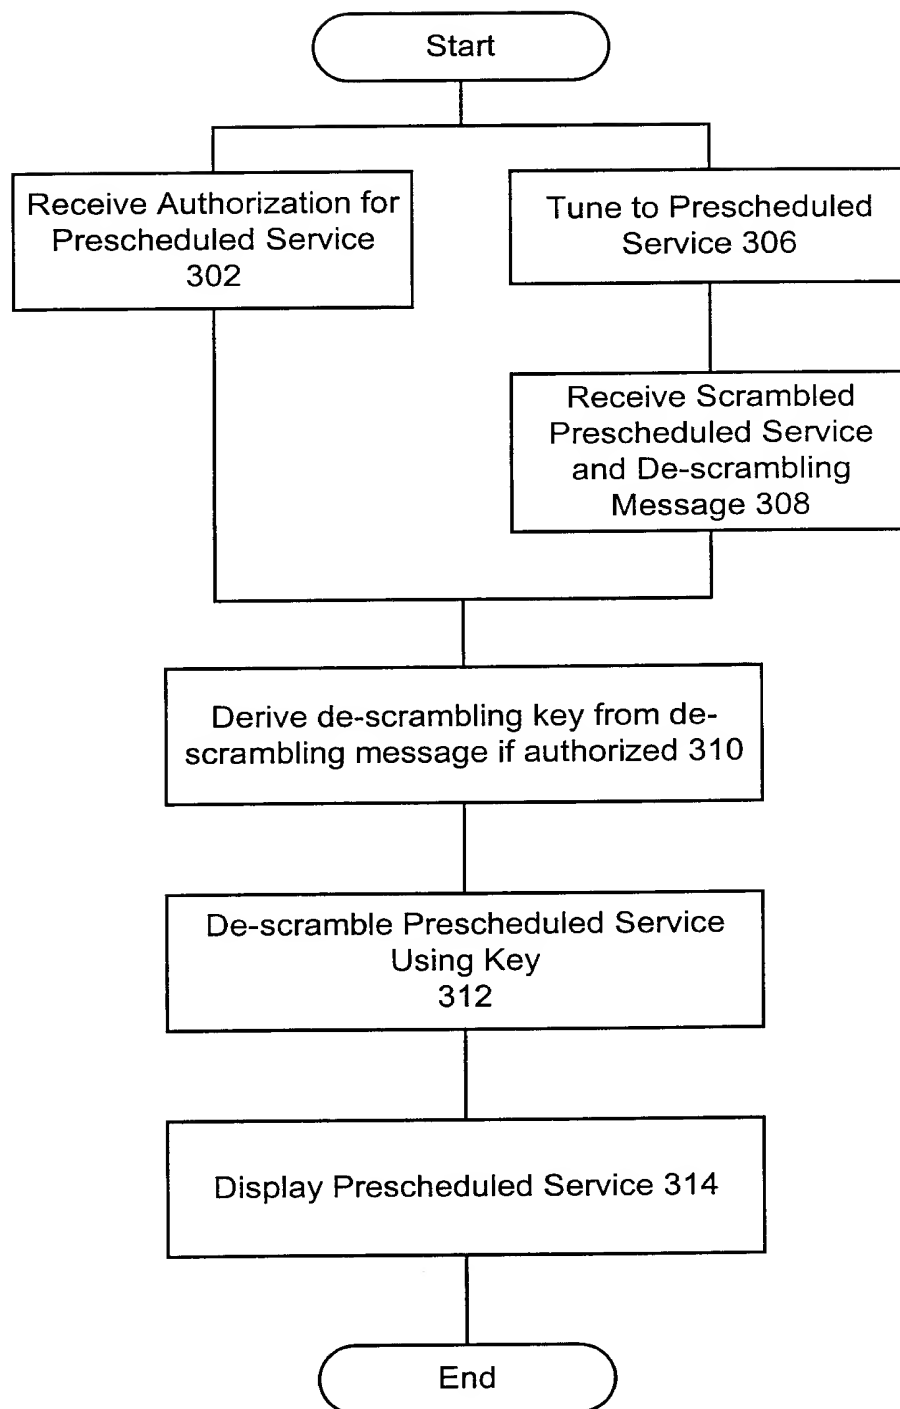 Start
Receive Authorization for
Prescheduled Service
302
Tune to Prescheduled
Service 306
Receive Scrambled
Prescheduled Service
and De-scrambling
Message 308
Derive de-scrambling key from de-
scrambling message if authorized 310
De-scramble Prescheduled Service
Using Key
312
Display Prescheduled Service 314
End